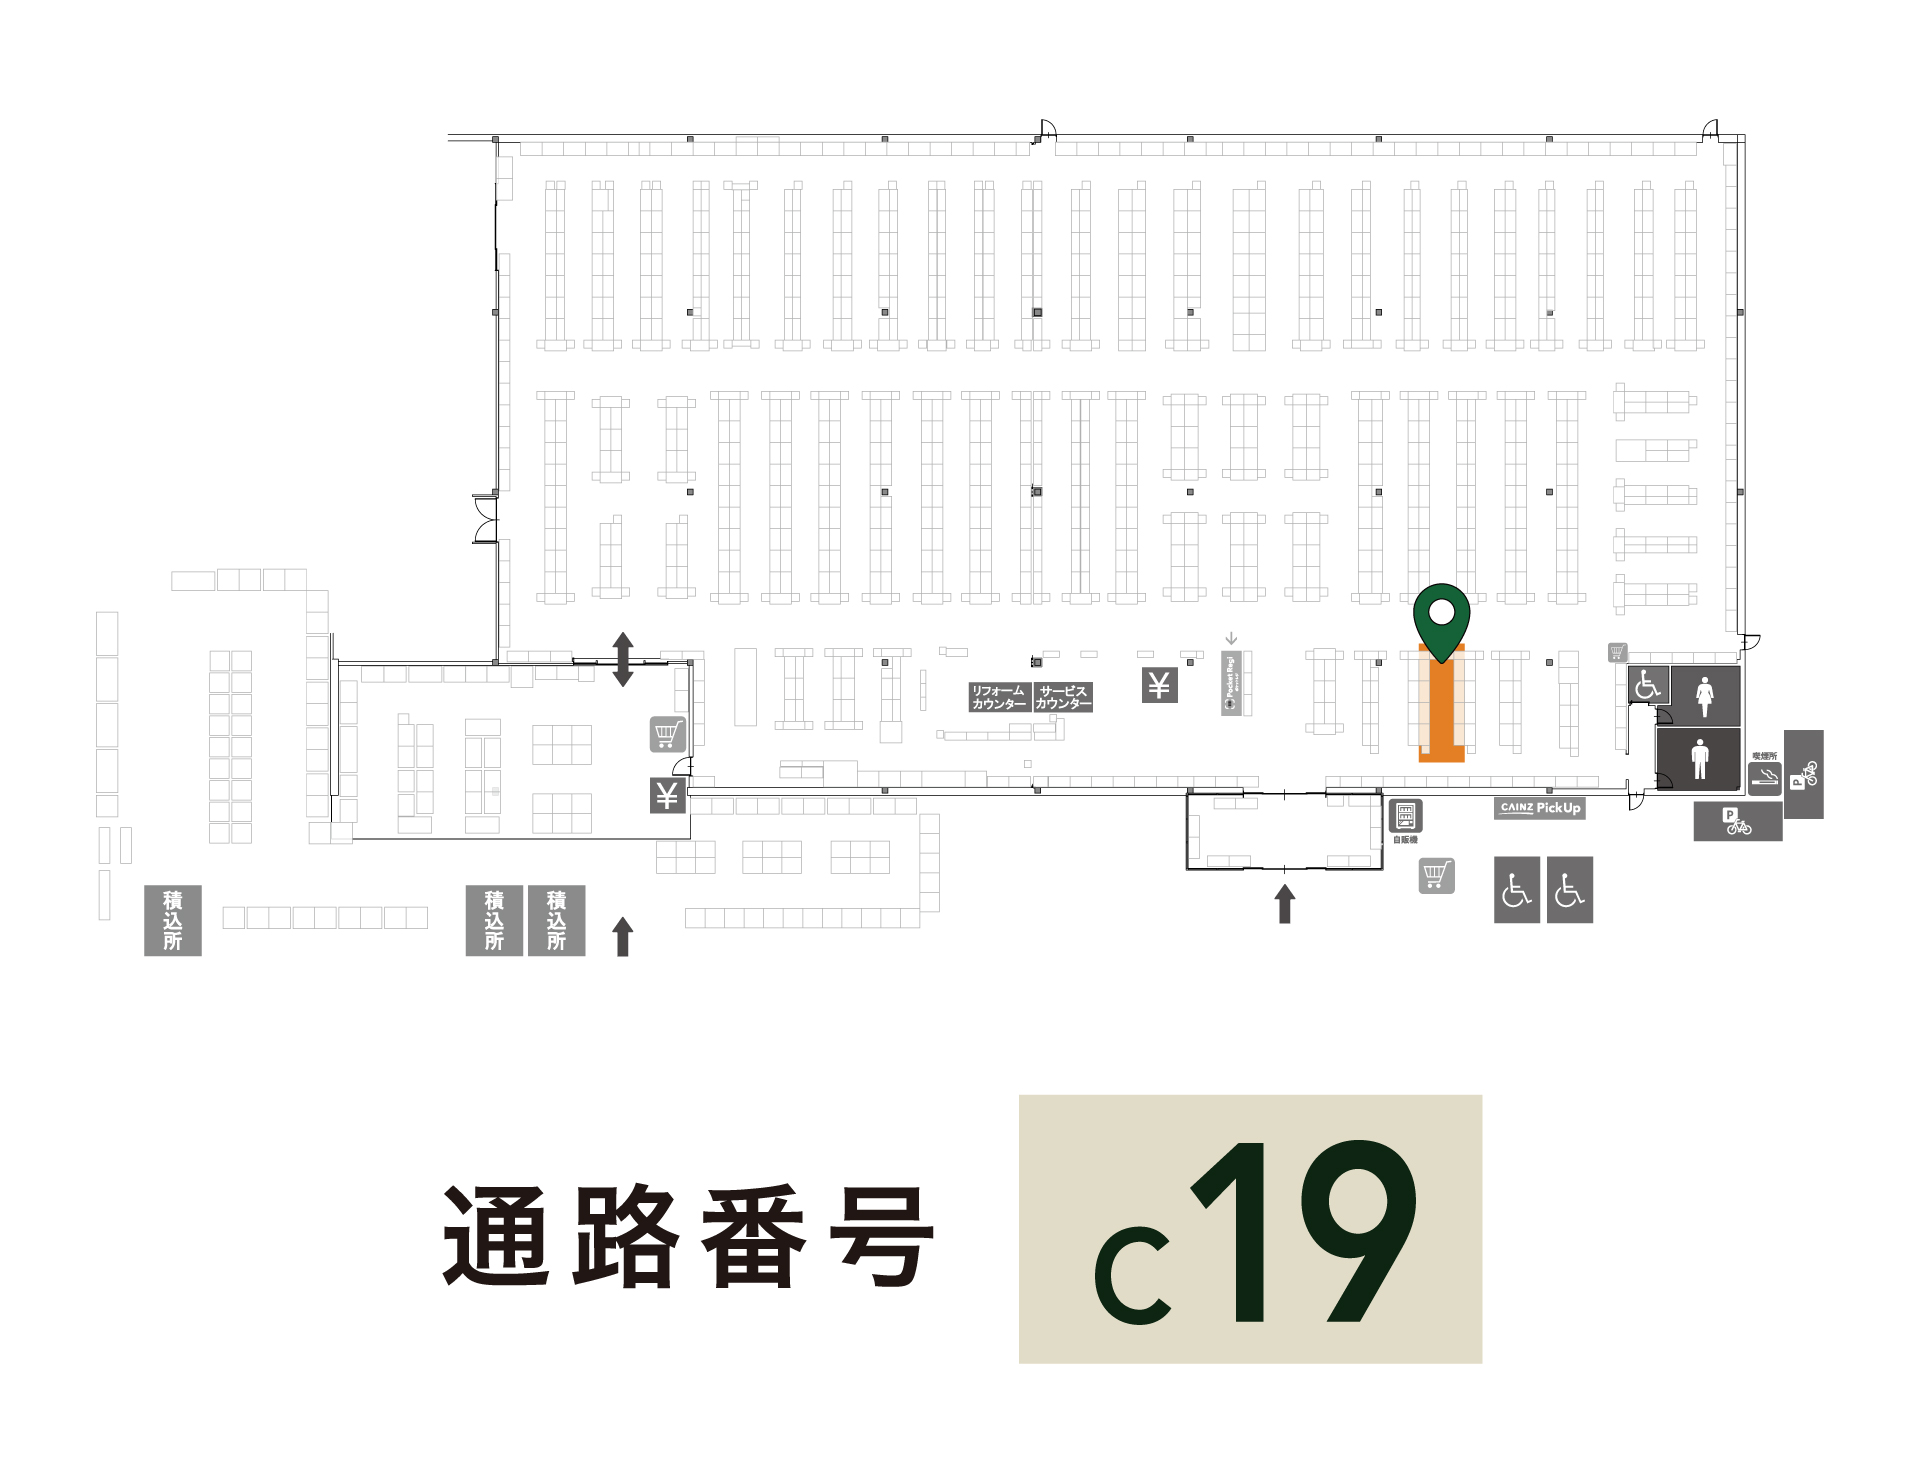 Pocket Regi
リフォーム
カウンター
サービス
カウンター
¥
喫煙所
P
¥
CAINZ PickUp
P
自販機
積込所
積込所
積込所
通路番号
c19